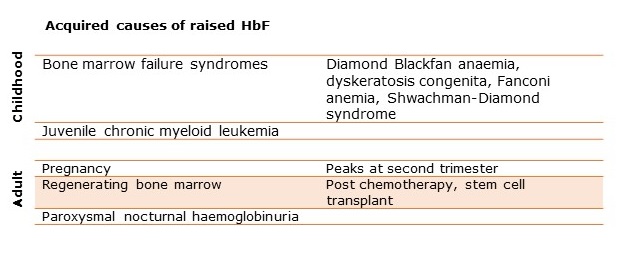 Acquired causes of raised HbF
Childhood
Bone marrow failure syndromes
Diamond Blackfan anaemia,
dyskeratosis congenita, Fanconi
anemia, Shwachman-Diamond
syndrome
Juvenile chronic myeloid leukemia
Adult
Pregnancy
Peaks at second trimester
Regenerating bone marrow
Post chemotherapy, stem cell
transplant
Paroxysmal nocturnal haemoglobinuria